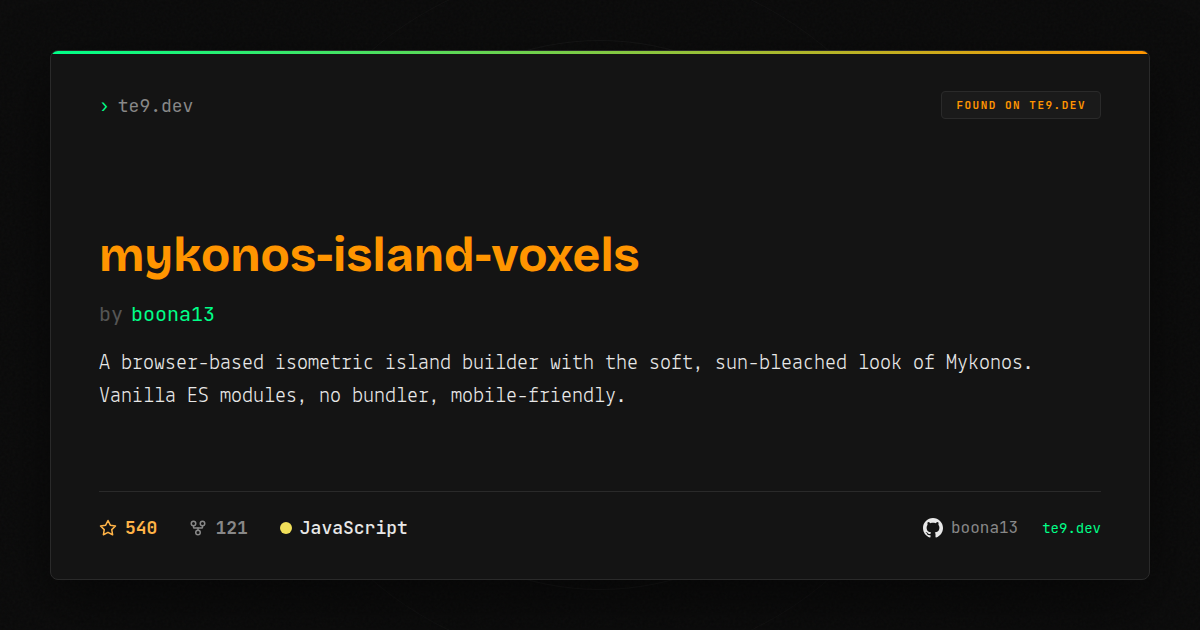 › te9.dev
FOUND ON TE9.DEV
mykonos-island-voxels
by boona13
A browser-based isometric island builder with the soft, sun-bleached look of Mykonos.
Vanilla ES modules, no bundler, mobile-friendly.
540 121 JavaScript
boona13 te9.dev